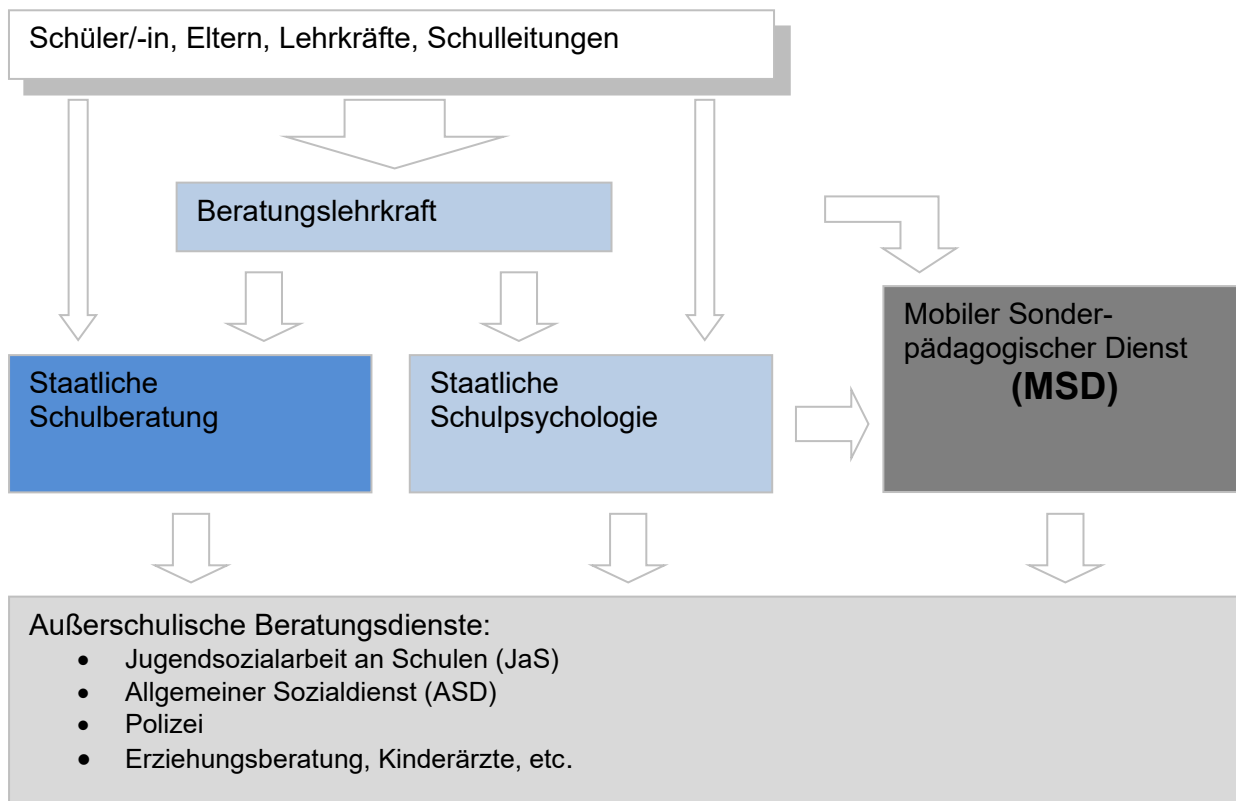 Schüler/-in, Eltern, Lehrkräfte, Schulleitungen
Beratungslehrkraft
Staatliche
Schulberatung
Staatliche
Schulpsychologie
Mobiler Sonder-
pädagogischer Dienst
(MSD)
Außerschulische Beratungsdienste:
• Jugendsozialarbeit an Schulen (JaS)
• Allgemeiner Sozialdienst (ASD)
• Polizei
• Erziehungsberatung, Kinderärzte, etc.